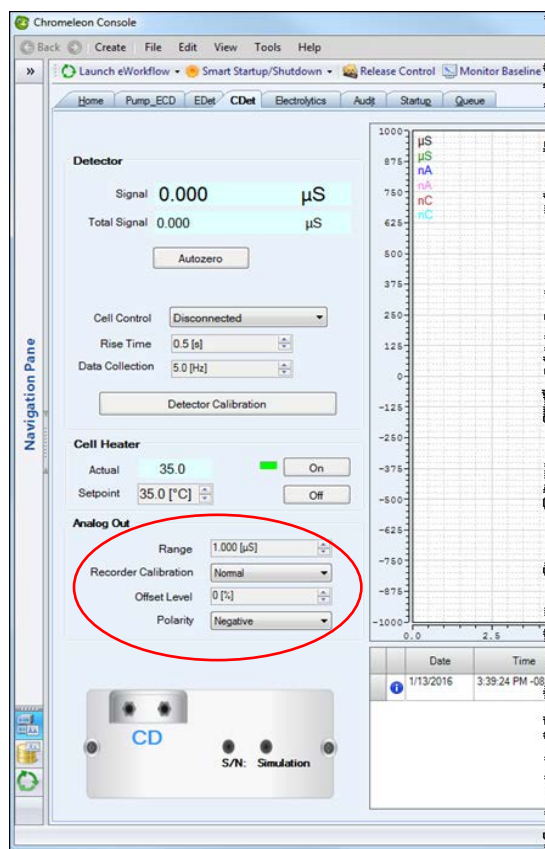 Chromeleon Console
Back Create File Edit View Tools Help
» Launch eWorkflow Smart Startup/Shutdown Release Control Monitor Baseline
Home Pump_ECD EDet CDet Electrolytics Audit Startup Queue
Navigation Pane
Detector
Signal 0.000 µS
Total Signal 0.000 µS
Autozero
Cell Control Disconnected
Rise Time 0.5 [s]
Data Collection 5.0 [Hz]
Detector Calibration
Cell Heater
Actual 35.0 On
Setpoint 35.0 [°C] Off
Analog Out
Range 1.000 [µS]
Recorder Calibration Normal
Offset Level 0 [%]
Polarity Negative
CD
S/N: Simulation
1000
875
750
625
500
375
250
125
0
-125
-250
-375
-500
-625
-750
-875
-1000
µS
µS
nA
nA
nC
nC
0.0 2.5
Date Time
1/13/2016 3:39:24 PM -08